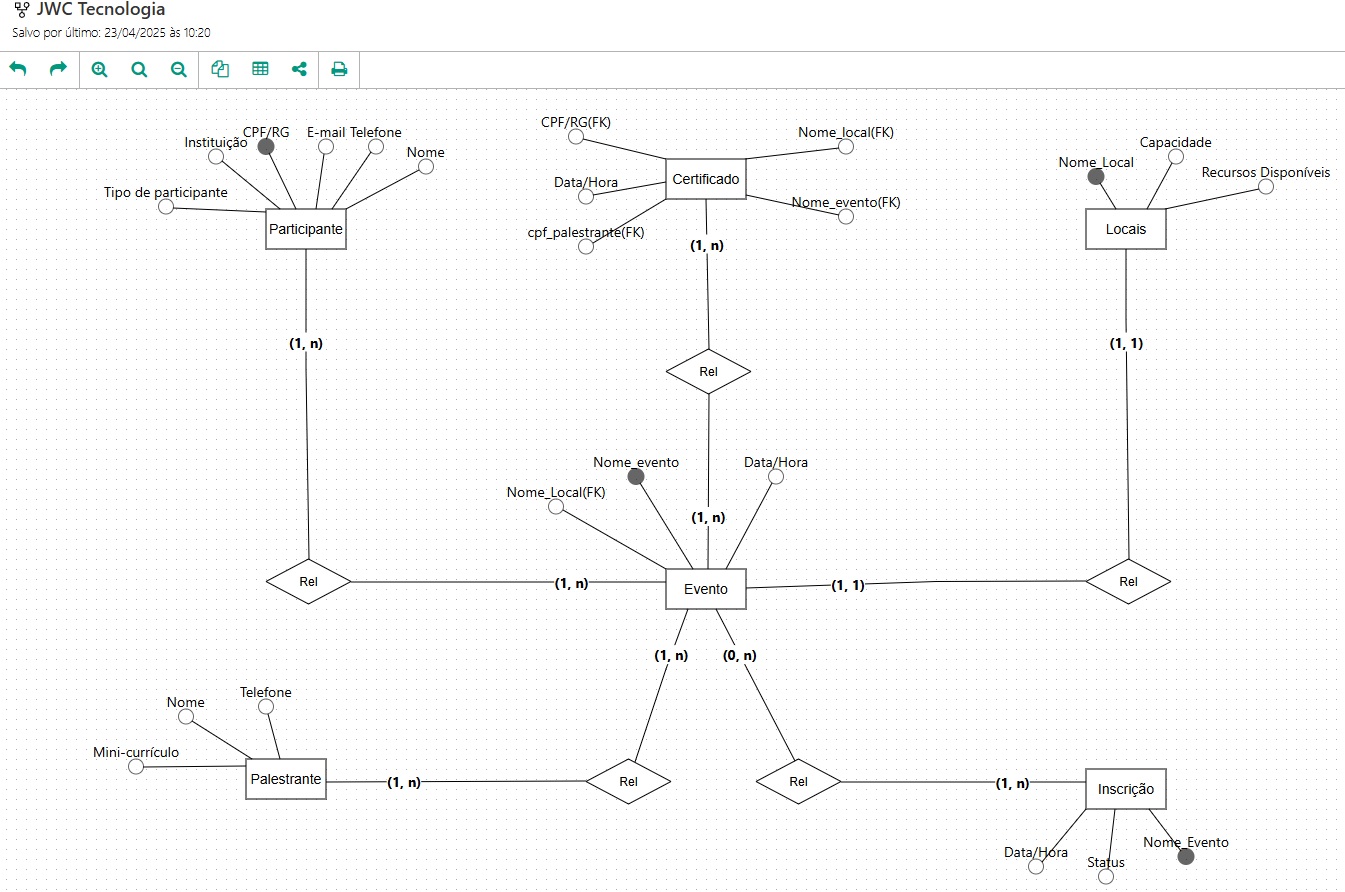 JWC Tecnologia
Salvo por último: 23/04/2025 às 10:20
CPF/RG(FK)
Nome_local(FK)
CPF/RG
E-mail
Telefone
Instituição
Nome
Capacidade
Nome_Local
Recursos Disponíveis
Tipo de participante
Certificado
Data/Hora
Nome_evento(FK)
Participante
cpf_palestrante(FK)
Locais
(1, n)
(1, n)
(1, 1)
Rel
Nome_evento
Data/Hora
Nome_Local(FK)
(1, n)
Rel
(1, n)
Evento
(1, 1)
Rel
(1, n)
(0, n)
Telefone
Nome
Mini-currículo
Palestrante
(1, n)
Rel
Rel
(1, n)
Inscrição
Data/Hora
Status
Nome_Evento